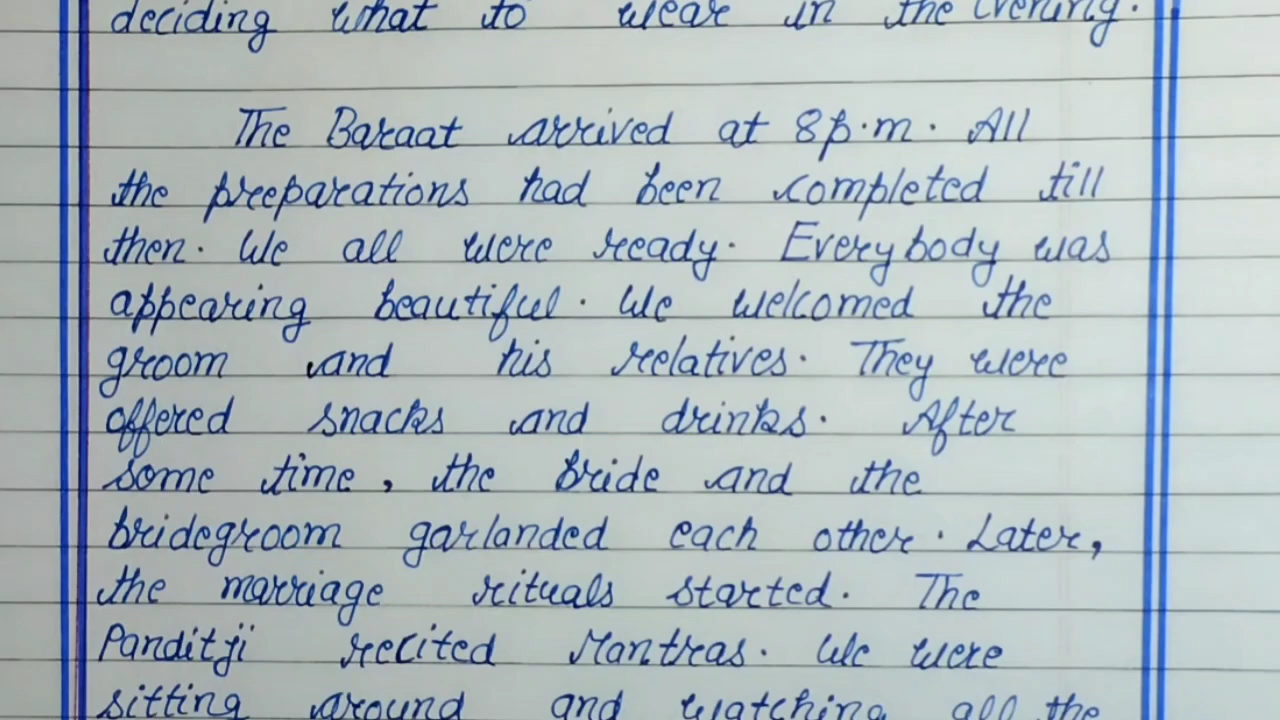 deciding what to wear in the evening.
The Baraat arrived at 8 p.m. All
the preeparations had been completed till
then. We all were ready. Everybody was
appearing beautiful. We welcomed the
groom and his relatives. They were
offered snacks and drinks. After
some time, the bride and the
bridegroom garlanded each other. Later,
the marriage rituals started. The
Panditji recited Mantras. We were
sitting around and watching all the